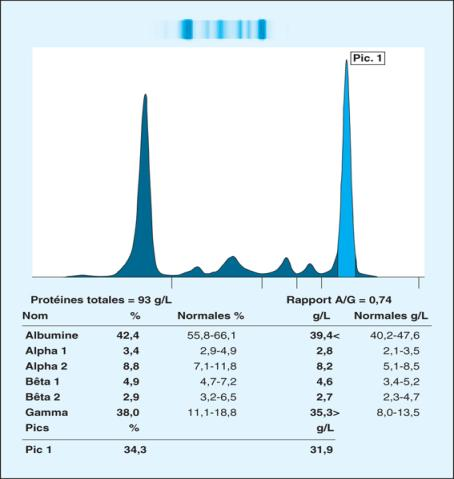 Pic. 1
Protéines totales = 93 g/L Rapport A/G = 0,74
Nom % Normales % g/L Normales g/L
Albumine 42,4 55,8-66,1 39,4< 40,2-47,6
Alpha 1 3,4 2,9-4,9 2,8 2,1-3,5
Alpha 2 8,8 7,1-11,8 8,2 5,1-8,5
Bêta 1 4,9 4,7-7,2 4,6 3,4-5,2
Bêta 2 2,9 3,2-6,5 2,7 2,3-4,7
Gamma 38,0 11,1-18,8 35,3> 8,0-13,5
Pics % g/L
Pic 1 34,3 31,9